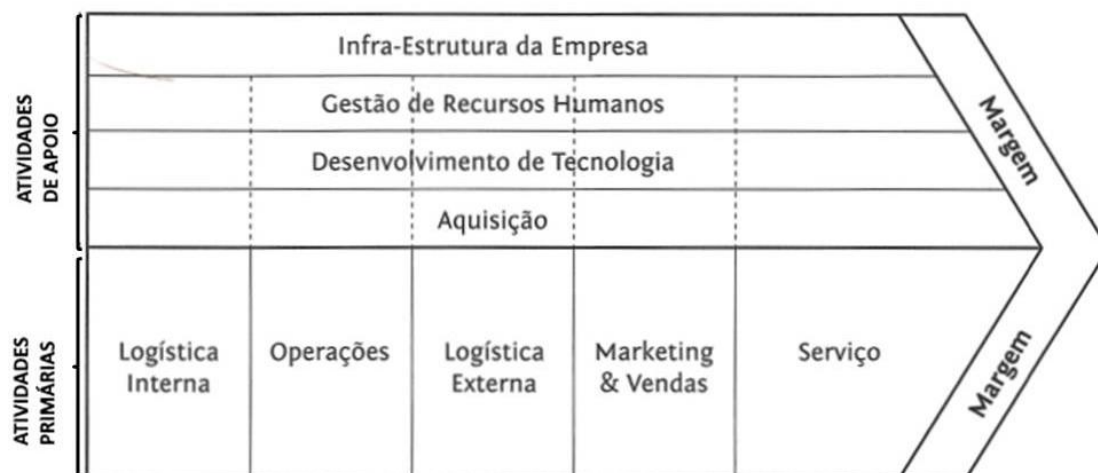 ATIVIDADES
DE APOIO
Infra-Estrutura da Empresa
Gestão de Recursos Humanos
Desenvolvimento de Tecnologia
Aquisição
Margem
ATIVIDADES
PRIMÁRIAS
Logística
Interna
Operações
Logística
Externa
Marketing
& Vendas
Serviço
Margem